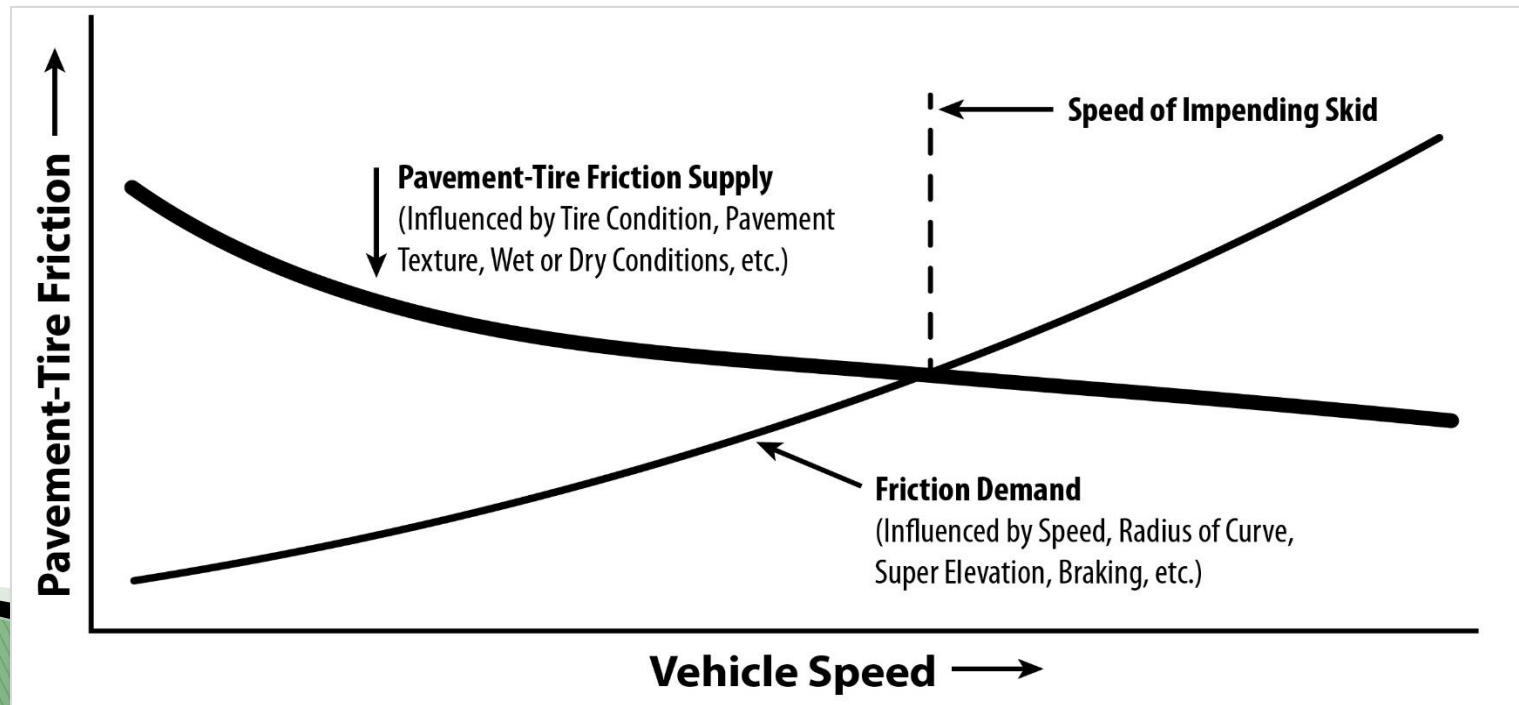 Pavement-Tire Friction
Speed of Impending Skid
Pavement-Tire Friction Supply
(Influenced by Tire Condition, Pavement
Texture, Wet or Dry Conditions, etc.)
Friction Demand
(Influenced by Speed, Radius of Curve,
Super Elevation, Braking, etc.)
Vehicle Speed